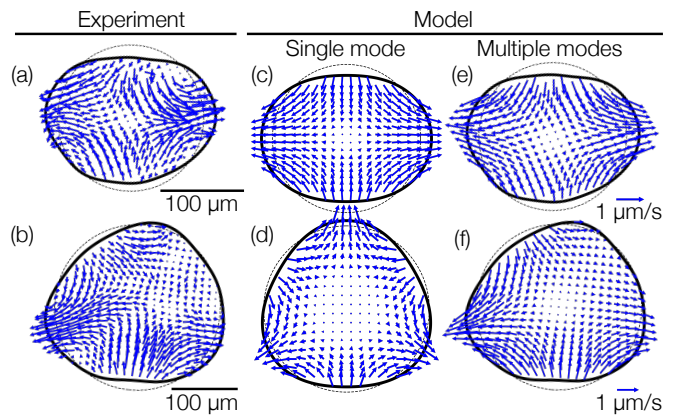 Experiment Model
Single mode Multiple modes
(a) (c) (e)
100 µm 1 µm/s
(b) (d) (f)
100 µm 1 µm/s